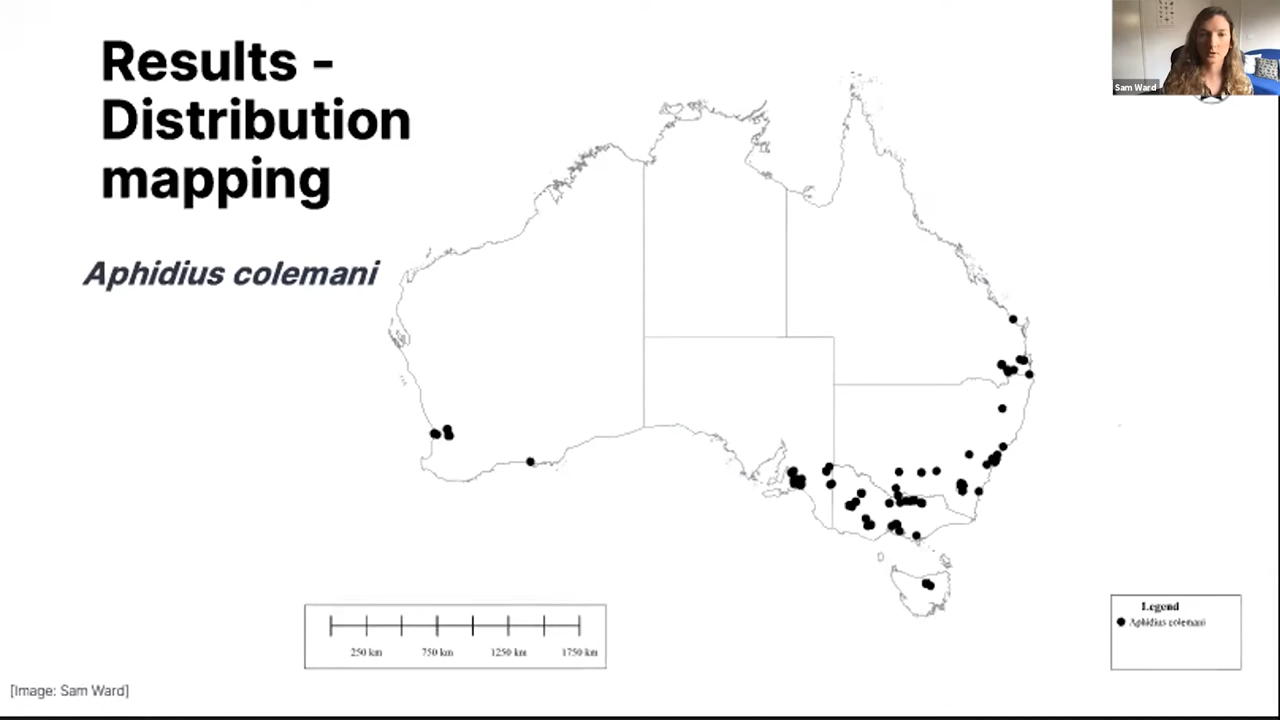 Results -
Distribution
mapping
Sam Ward
Aphidius colemani
Legend
Aphidius colemani
250 km 750 km 1250 km 1750 km
[Image: Sam Ward]